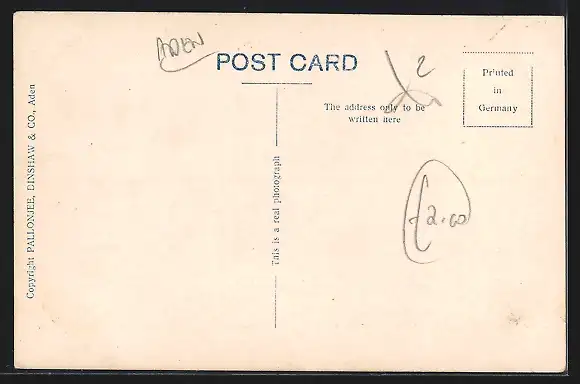 ADEN
POST CARD
2
Printed
in
Germany
The address only to be
written here
Copyright PALLONJEE, DINSHAW & CO., Aden
This is a real photograph
£2.00